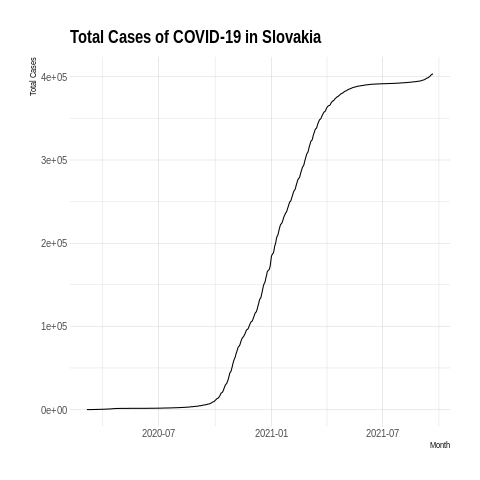 Total Cases of COVID-19 in Slovakia
Total Cases
4e+05
3e+05
2e+05
1e+05
0e+00
2020-07 2021-01 2021-07
Month